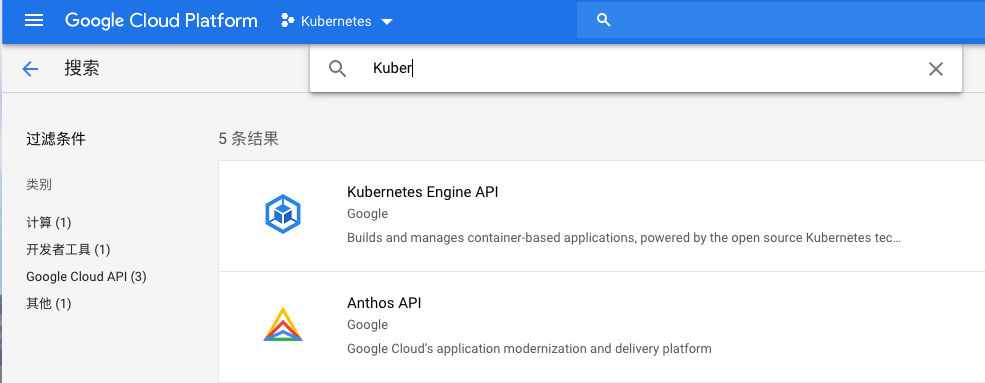 Google Cloud Platform
Kubernetes
搜索
Kuber
过滤条件
5 条结果
类别
计算 (1)
开发者工具 (1)
Google Cloud API (3)
其他 (1)
Kubernetes Engine API
Google
Builds and manages container-based applications, powered by the open source Kubernetes tec…
Anthos API
Google
Google Cloud's application modernization and delivery platform